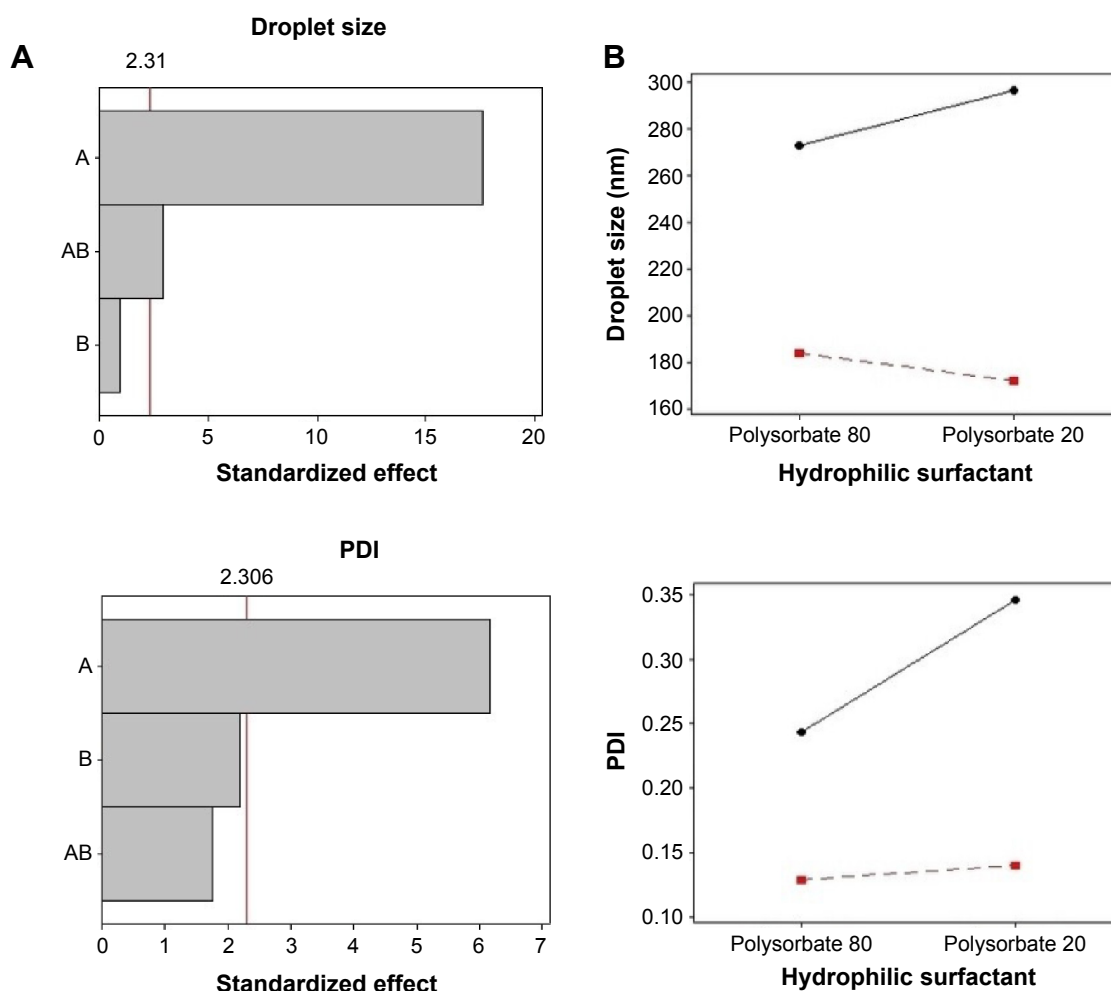 A
Droplet size
2.31
A
AB
B
0
5
10
15
20
Standardized effect
B
Droplet size (nm)
300
280
260
240
220
200
180
160
Polysorbate 80
Polysorbate 20
Hydrophilic surfactant
PDI
2.306
A
B
AB
0
1
2
3
4
5
6
7
Standardized effect
PDI
0.35
0.30
0.25
0.20
0.15
0.10
Polysorbate 80
Polysorbate 20
Hydrophilic surfactant